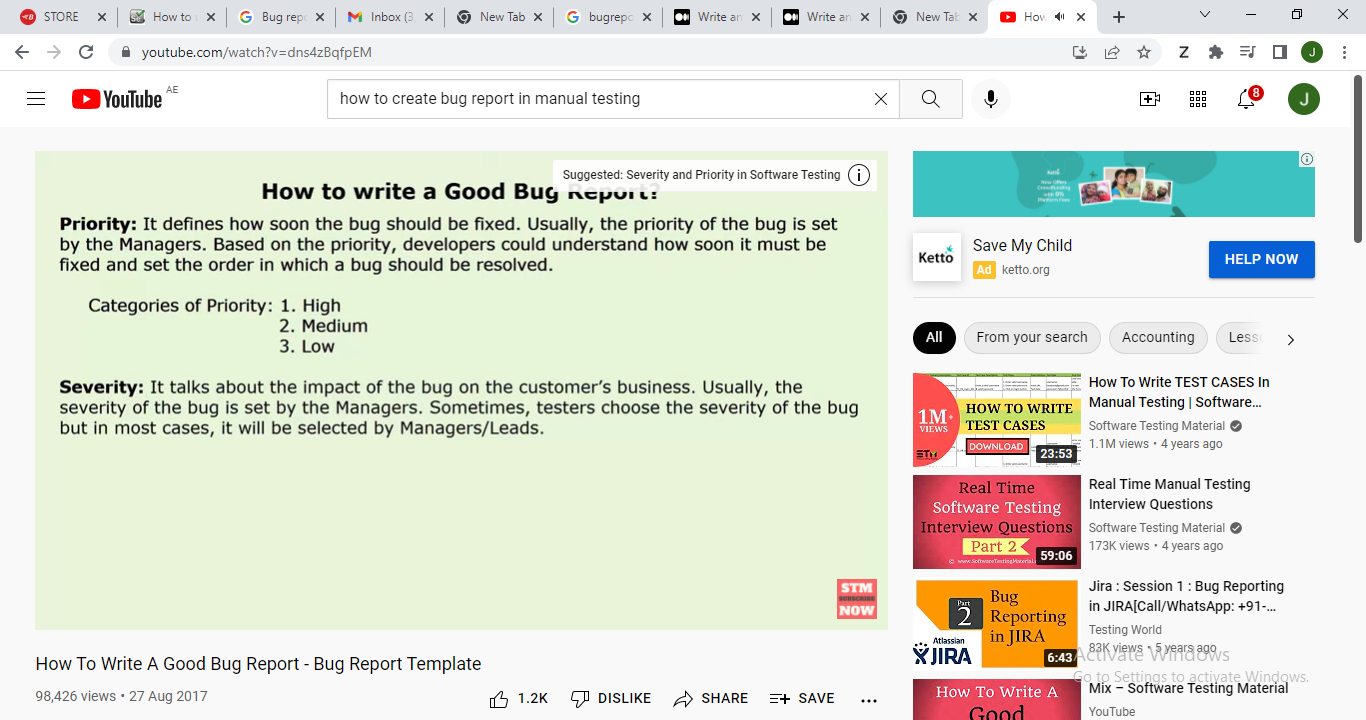 STORE
How to
Bug rep
Inbox (3
New Tab
bugrepo
Write an
Write an
New Tab
How
youtube.com/watch?v=dns4zBqfpEM
Z
J
YouTube AE
how to create bug report in manual testing
8
J
Suggested: Severity and Priority in Software Testing
How to write a Good Bug Report?
Priority: It defines how soon the bug should be fixed. Usually, the priority of the bug is set
by the Managers. Based on the priority, developers could understand how soon it must be
fixed and set the order in which a bug should be resolved.
Categories of Priority: 1. High
2. Medium
3. Low
Severity: It talks about the impact of the bug on the customer's business. Usually, the
severity of the bug is set by the Managers. Sometimes, testers choose the severity of the bug
but in most cases, it will be selected by Managers/Leads.
STM
SUBSCRIBE
NOW
How To Write A Good Bug Report - Bug Report Template
98,426 views • 27 Aug 2017
1.2K
DISLIKE
SHARE
SAVE
Ketto
New Offers
Crowdfunding
with 0%
Platform Fees
Ketto
Save My Child
Ad ketto.org
HELP NOW
All
From your search
Accounting
Less
1M+
VIEWS
HOW TO WRITE
TEST CASES
DOWNLOAD
STM
23:53
How To Write TEST CASES In
Manual Testing | Software...
Software Testing Material
1.1M views • 4 years ago
Real Time
Software Testing
Interview Questions
Part 2
59:06
Real Time Manual Testing
Interview Questions
Software Testing Material
173K views • 4 years ago
Part
2
Bug
Reporting
in JIRA
Atlassian
JIRA
6:43
Jira : Session 1 : Bug Reporting
in JIRA[Call/WhatsApp: +91-...
Testing World
83K views • 5 years ago
Activate Windows
Go to Settings to activate Windows.
How To Write A
Good
Mix – Software Testing Material
YouTube